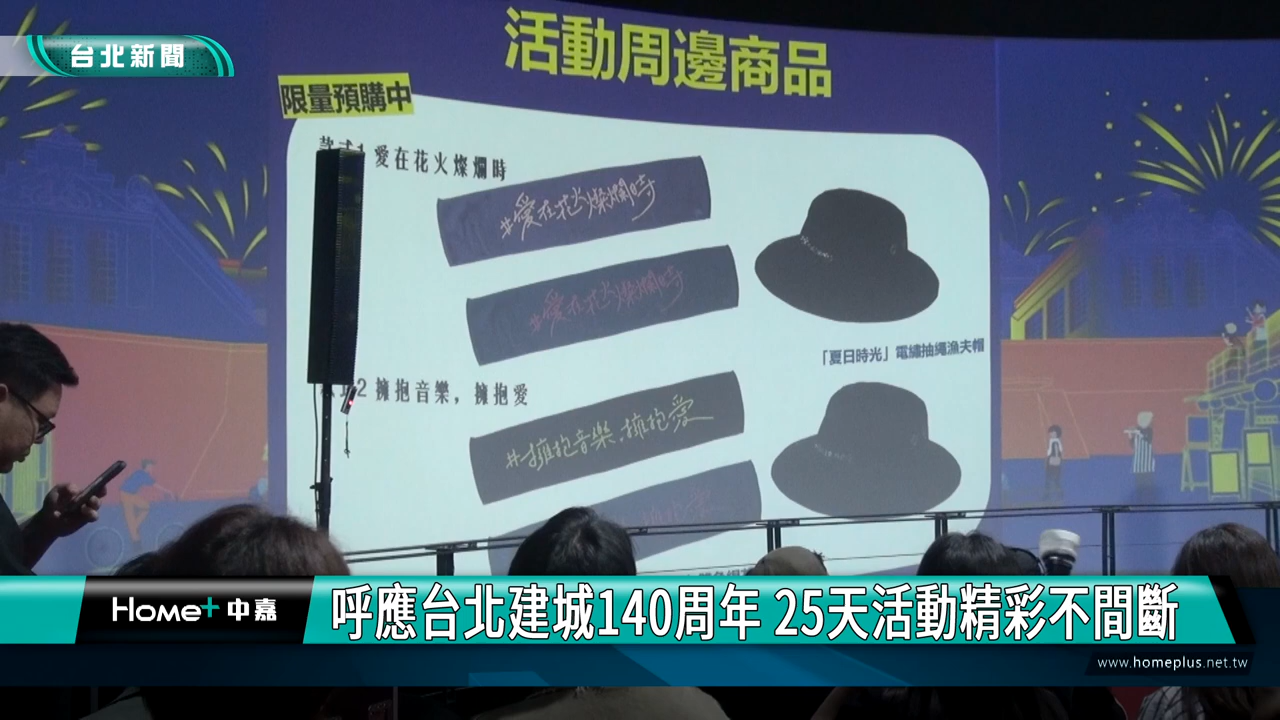 台北新聞
活動周邊商品
限量預購中
愛在花火燦爛時
#愛在花火燦爛時
#愛在花火燦爛時
「夏日時光」電繡抽繩漁夫帽
2 擁抱音樂，擁抱愛
#擁抱音樂、擁抱愛
Home+ 中嘉
呼應台北建城140周年 25天活動精彩不間斷
www.homeplus.net.tw